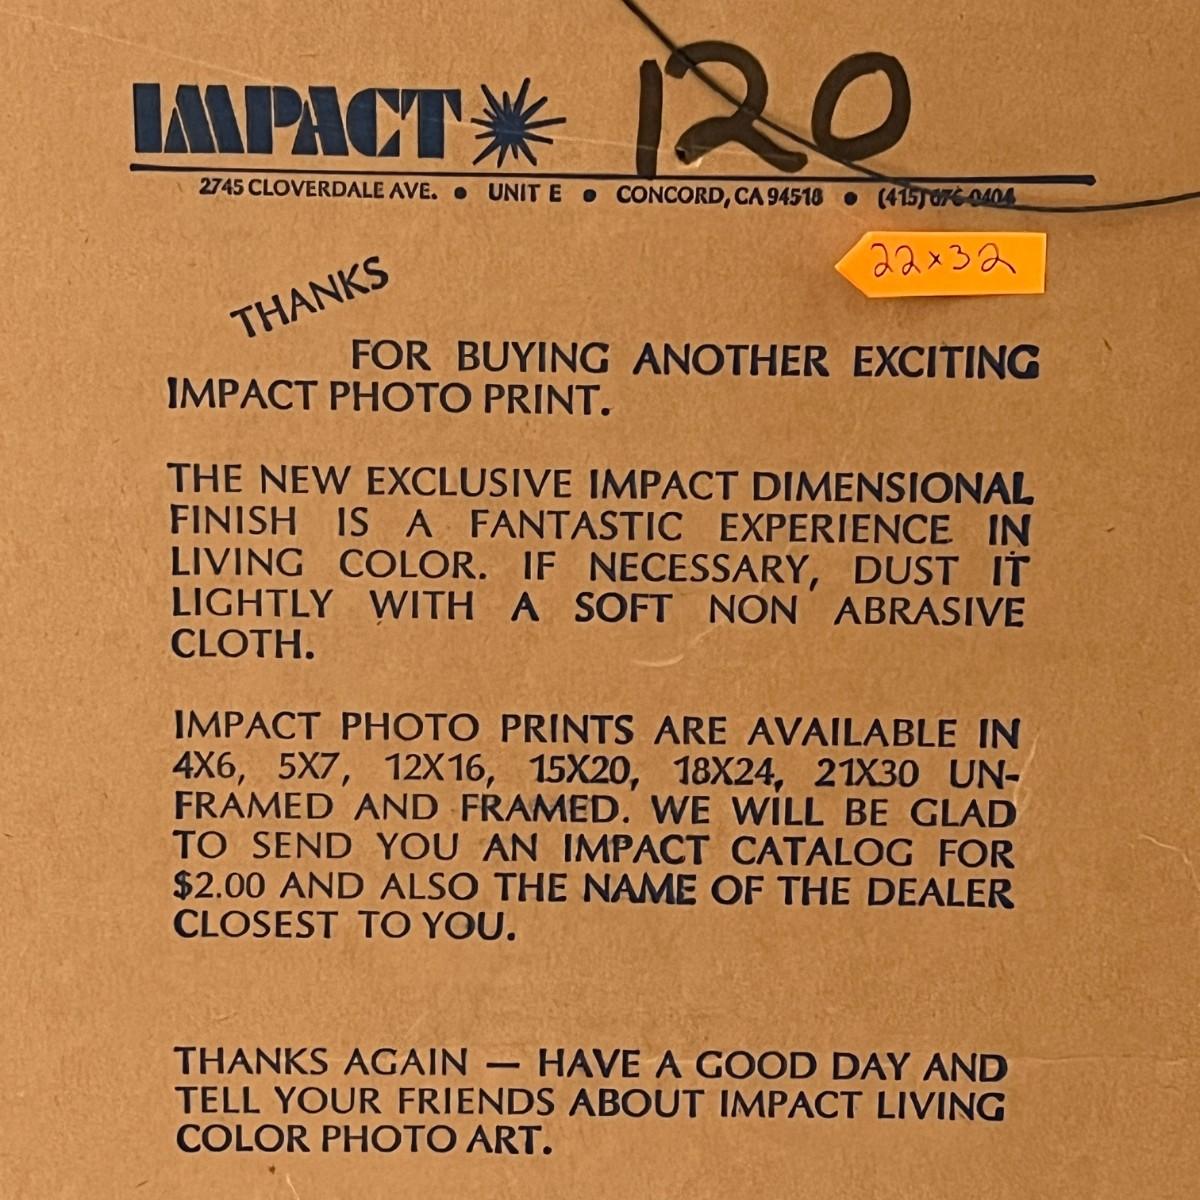 IMPACT 120
2745 CLOVERDALE AVE. • UNIT E • CONCORD, CA 94518 • (415) 676-0404
22x32
THANKS
FOR BUYING ANOTHER EXCITING
IMPACT PHOTO PRINT.
THE NEW EXCLUSIVE IMPACT DIMENSIONAL
FINISH IS A FANTASTIC EXPERIENCE IN
LIVING COLOR. IF NECESSARY, DUST IT
LIGHTLY WITH A SOFT NON ABRASIVE
CLOTH.
IMPACT PHOTO PRINTS ARE AVAILABLE IN
4X6, 5X7, 12X16, 15X20, 18X24, 21X30 UN-
FRAMED AND FRAMED. WE WILL BE GLAD
TO SEND YOU AN IMPACT CATALOG FOR
$2.00 AND ALSO THE NAME OF THE DEALER
CLOSEST TO YOU.
THANKS AGAIN — HAVE A GOOD DAY AND
TELL YOUR FRIENDS ABOUT IMPACT LIVING
COLOR PHOTO ART.